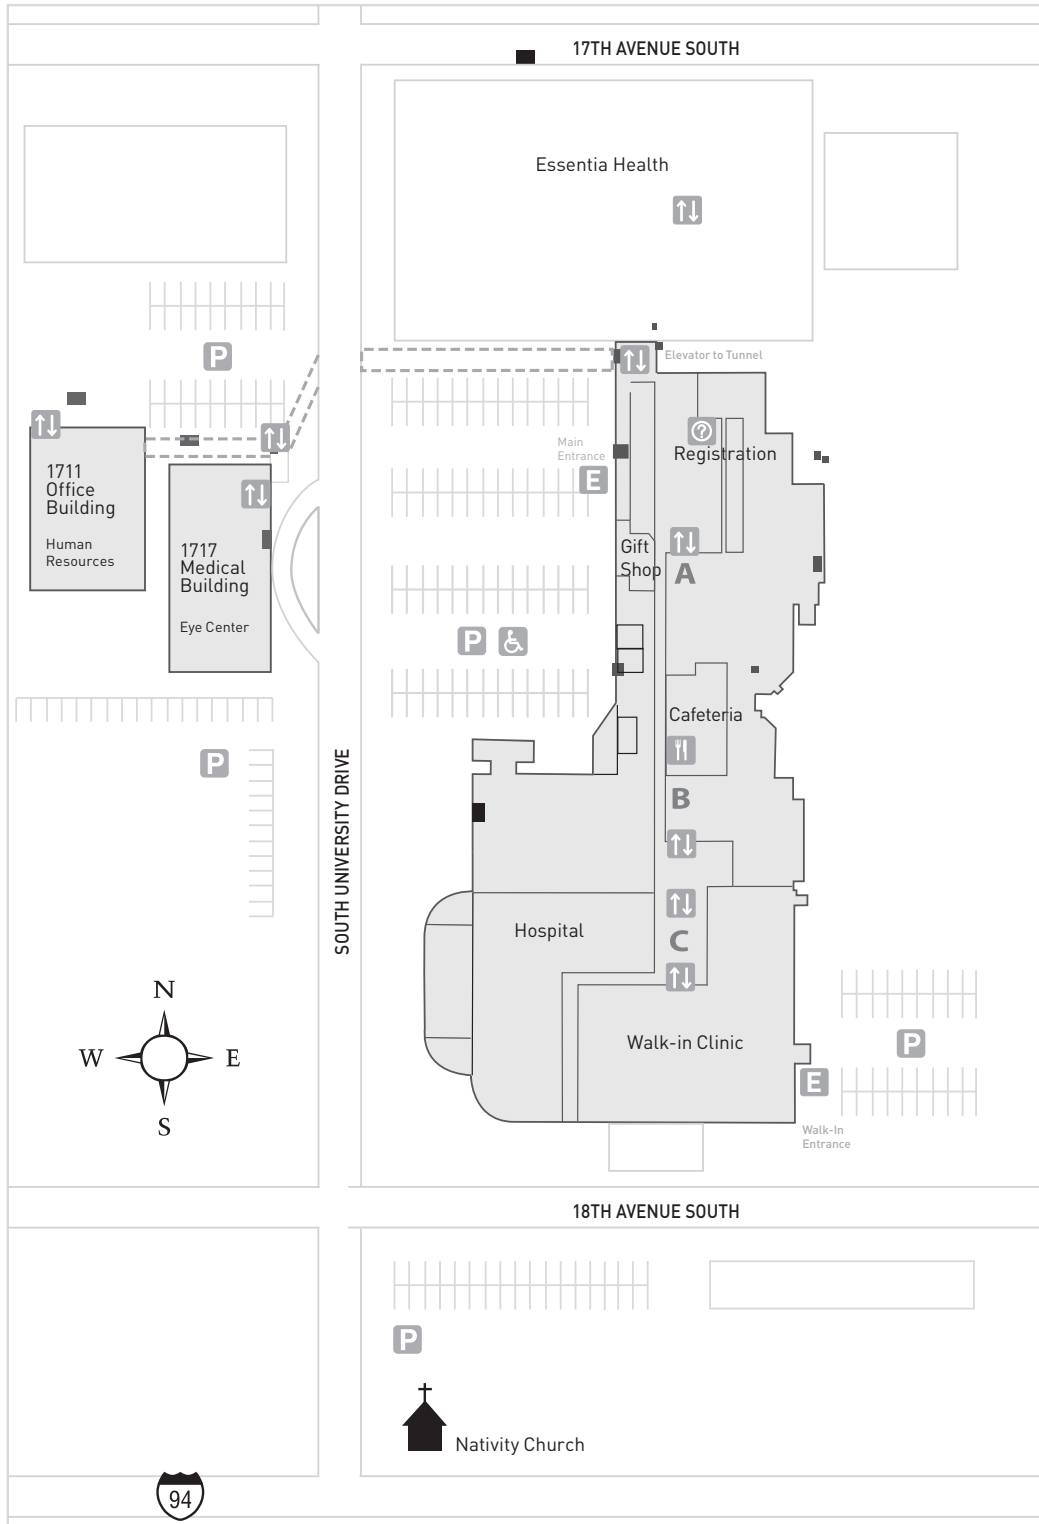 17TH AVENUE SOUTH
Essentia Health
P
Elevator to Tunnel
?
Registration
Main
Entrance
E
1711
Office
Building
Human
Resources
1717
Medical
Building
Eye Center
Gift
Shop
A
P
Cafeteria
B
P
SOUTH UNIVERSITY DRIVE
Hospital
C
N
W
E
S
Walk-in Clinic
P
E
Walk-In
Entrance
18TH AVENUE SOUTH
P
Nativity Church
94